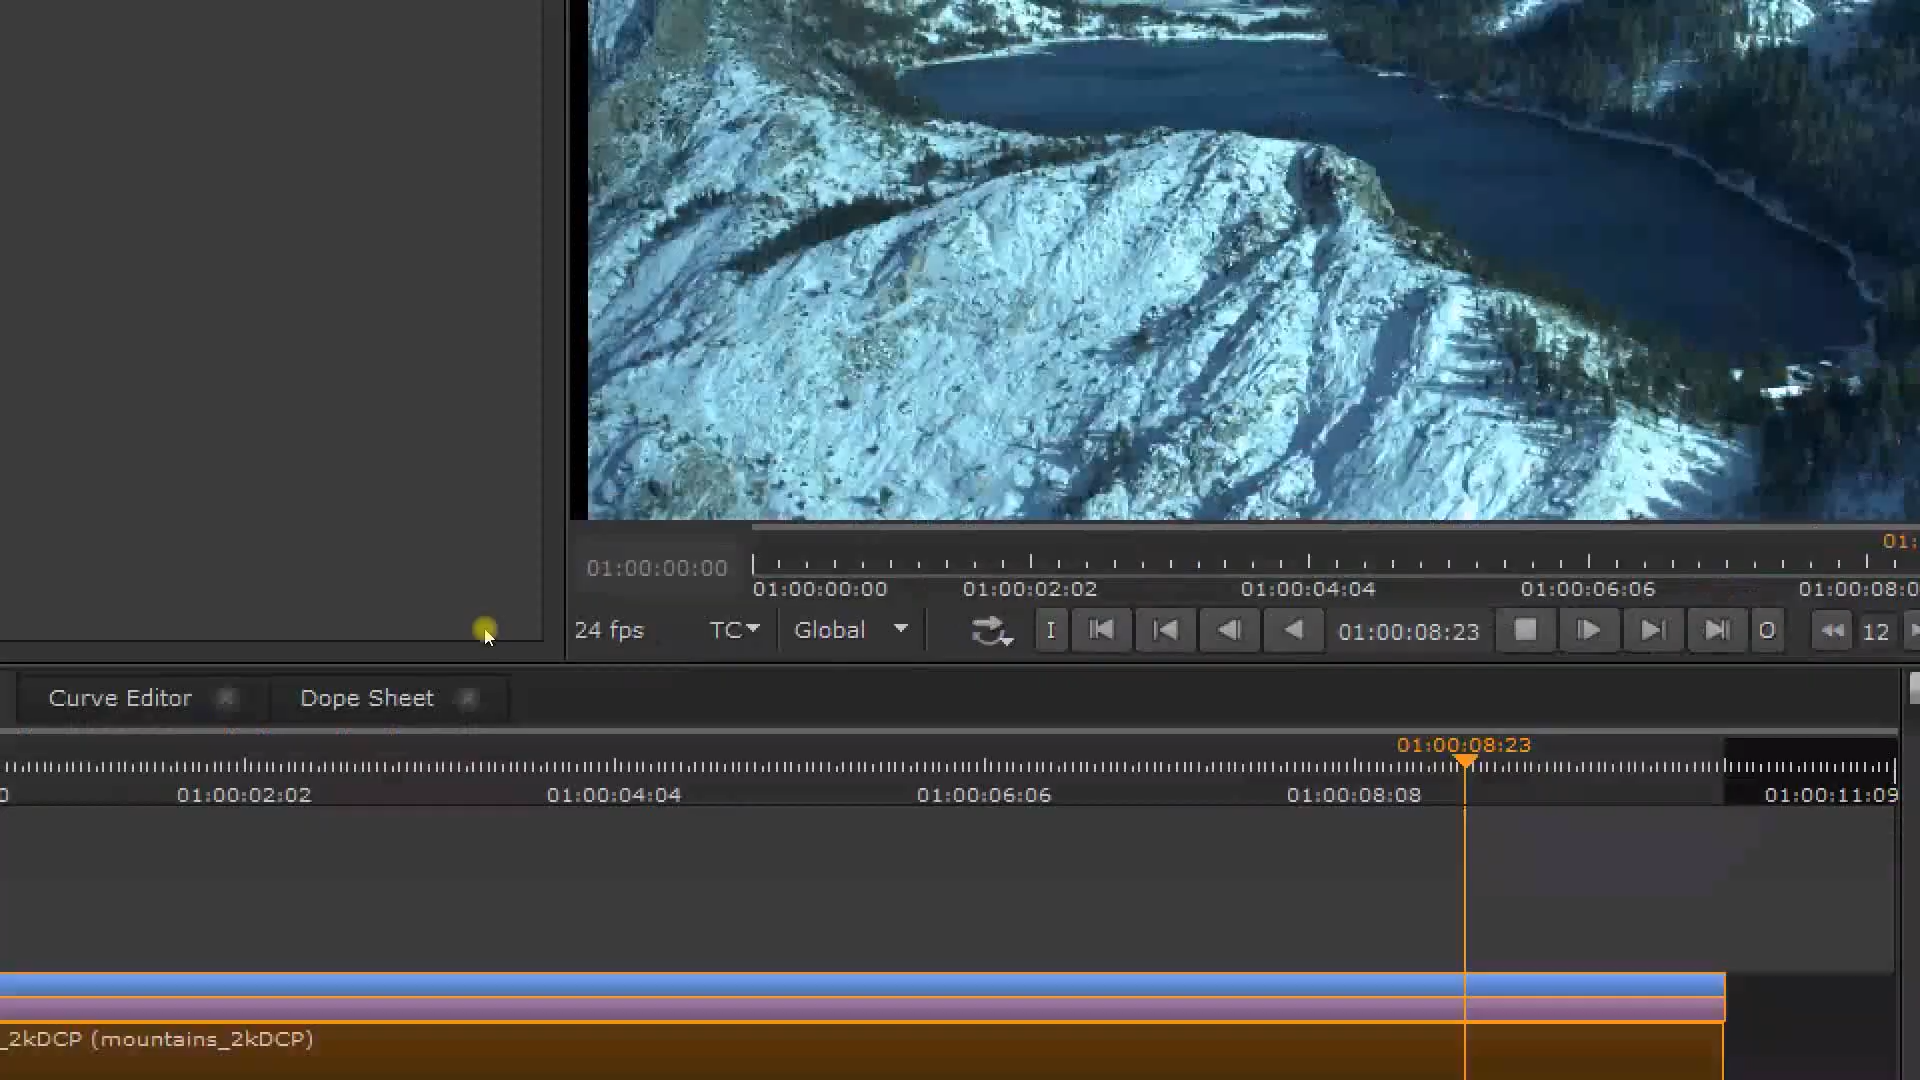 01:
01:00:00:00
01:00:00:00 01:00:02:02 01:00:04:04 01:00:06:06 01:00:08:0
24 fps TC Global I 01:00:08:23 O 12
Curve Editor Dope Sheet
01:00:08:23
0 01:00:02:02 01:00:04:04 01:00:06:06 01:00:08:08 01:00:11:09
_2kDCP (mountains_2kDCP)